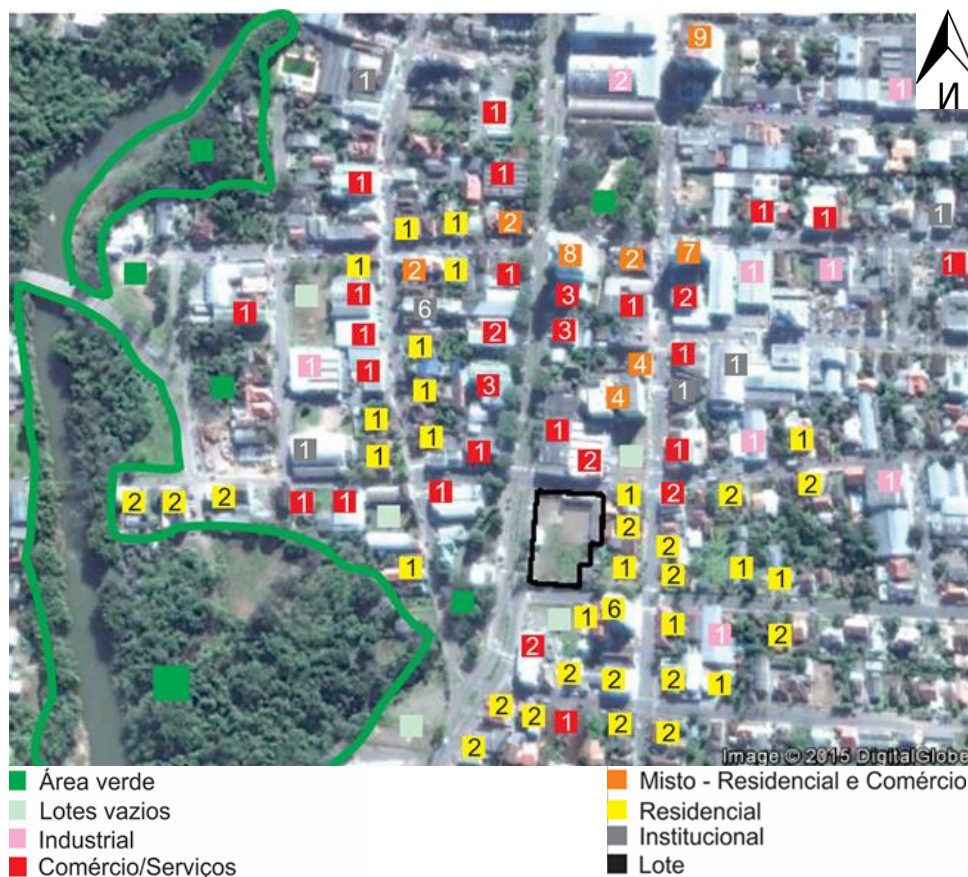 9
1 2 1
И
1
1
1
1 1 1
1 1 2
8 2 7
1 2 1 1 1 1 1
1 3 1 2
1 6
1 2 3
1
1 1 4 1 1
1 3 4 1
1
1 1 1 1
1 1 1 2 1
2 1
2 2 2 1 1 1 1 2 2
2
2
1 1 2 1 1
1 6 1
2 1 2
2 2 2 1
2 2 1 2 2
2
Image © 2015 DigitalGlobe
Área verde
Lotes vazios
Industrial
Comércio/Serviços
Misto - Residencial e Comércio
Residencial
Institucional
Lote